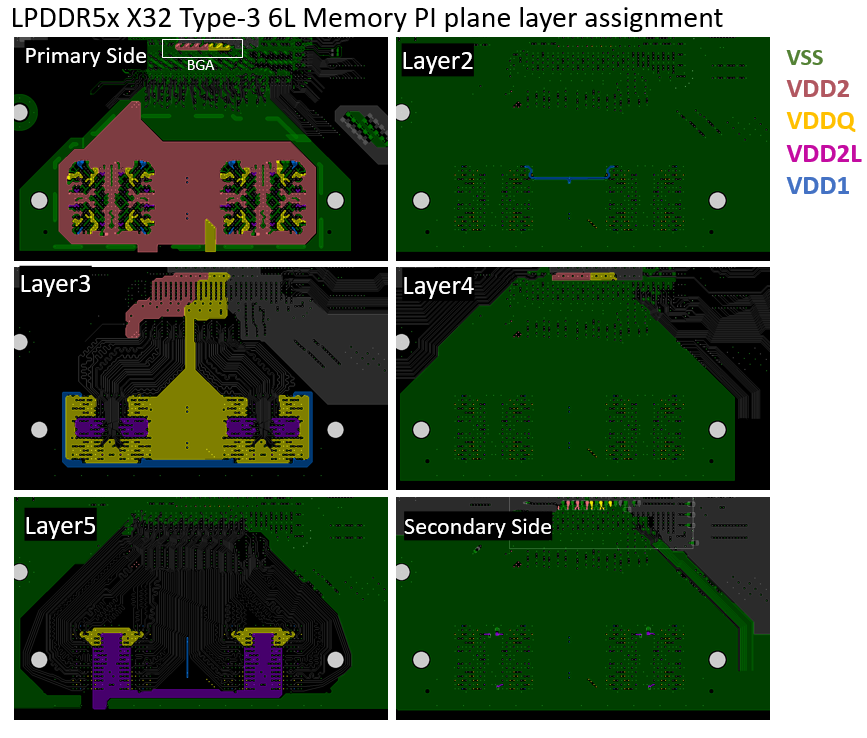 LPDDR5x X32 Type-3 6L Memory PI plane layer assignment
Primary Side
BGA
Layer2
VSS
VDD2
VDDQ
VDD2L
VDD1
Layer3
Layer4
Layer5
Secondary Side